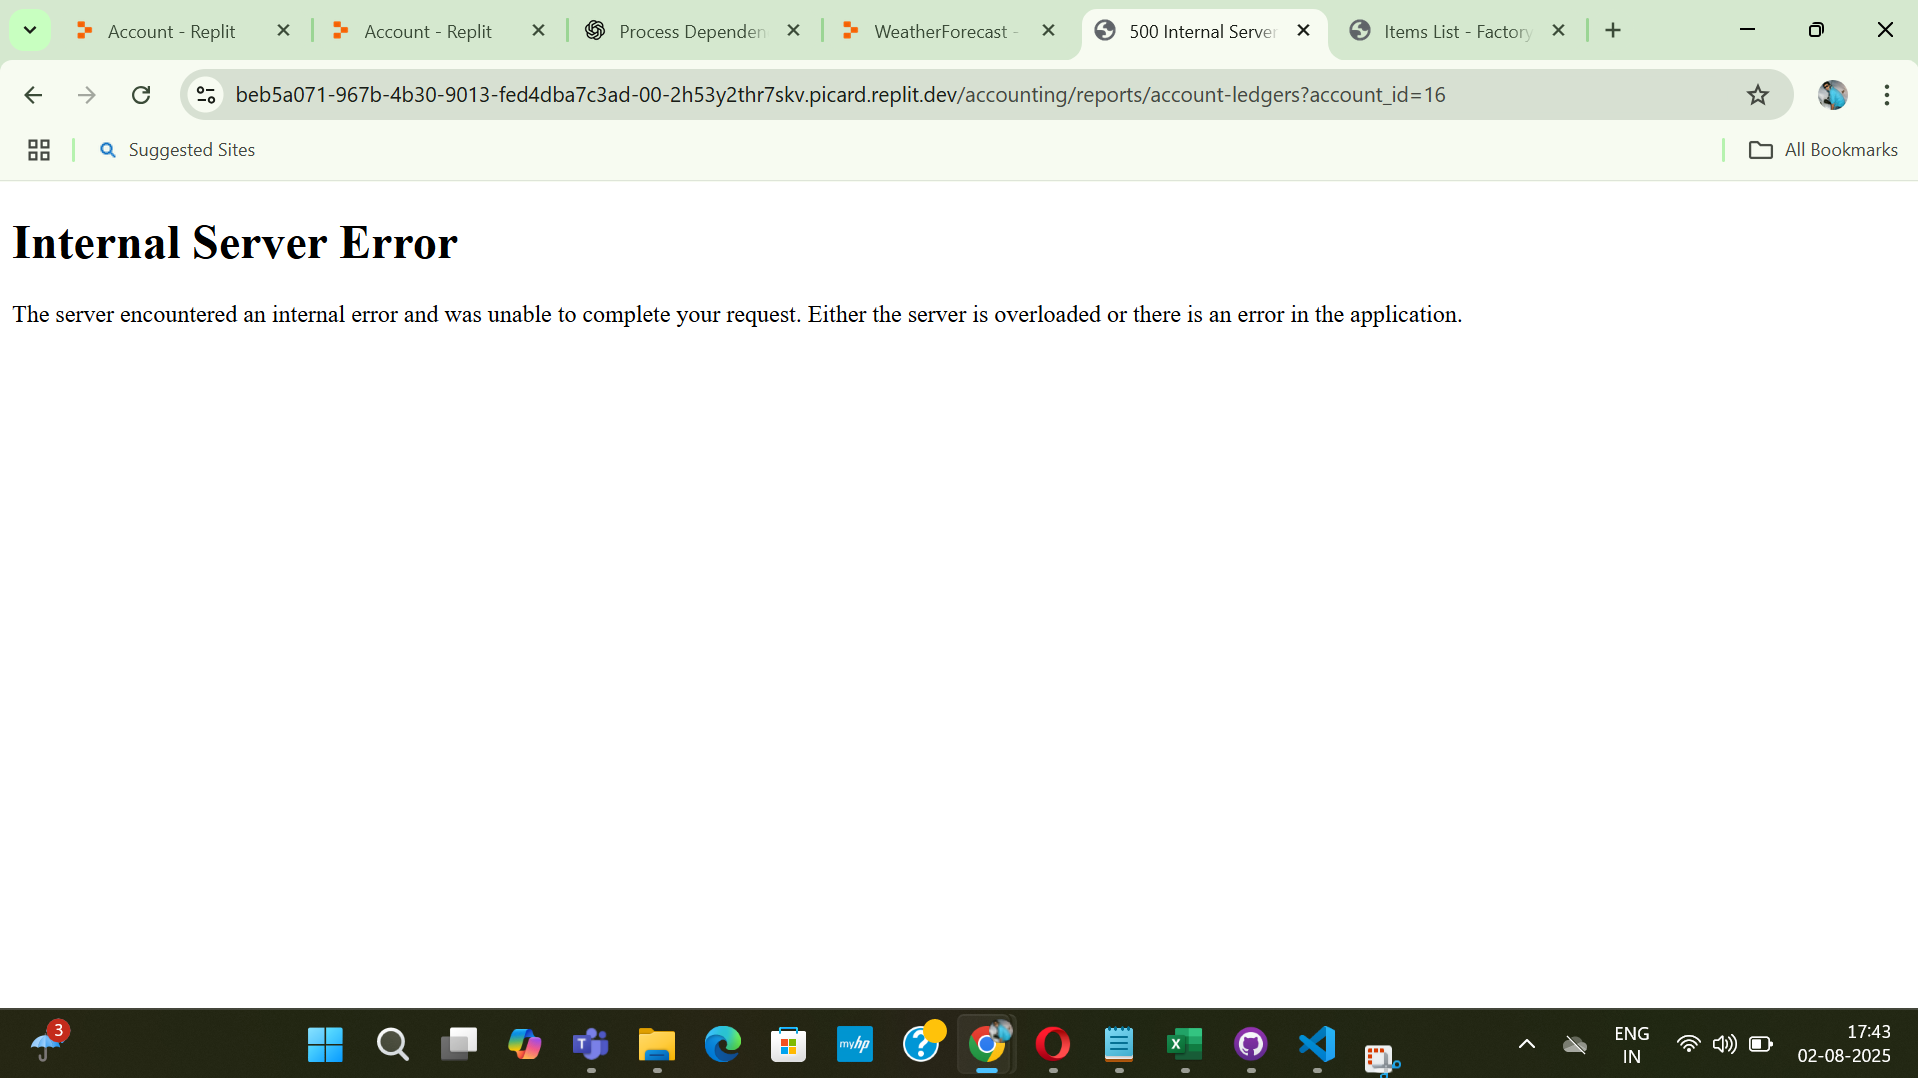 Account - Replit
Account - Replit
Process Dependen
WeatherForecast -
500 Internal Server
Items List - Factory
beb5a071-967b-4b30-9013-fed4dba7c3ad-00-2h53y2thr7skv.picard.replit.dev/accounting/reports/account-ledgers?account_id=16
Suggested Sites
All Bookmarks
Internal Server Error
The server encountered an internal error and was unable to complete your request. Either the server is overloaded or there is an error in the application.
3
myhp
ENG
IN
17:43
02-08-2025